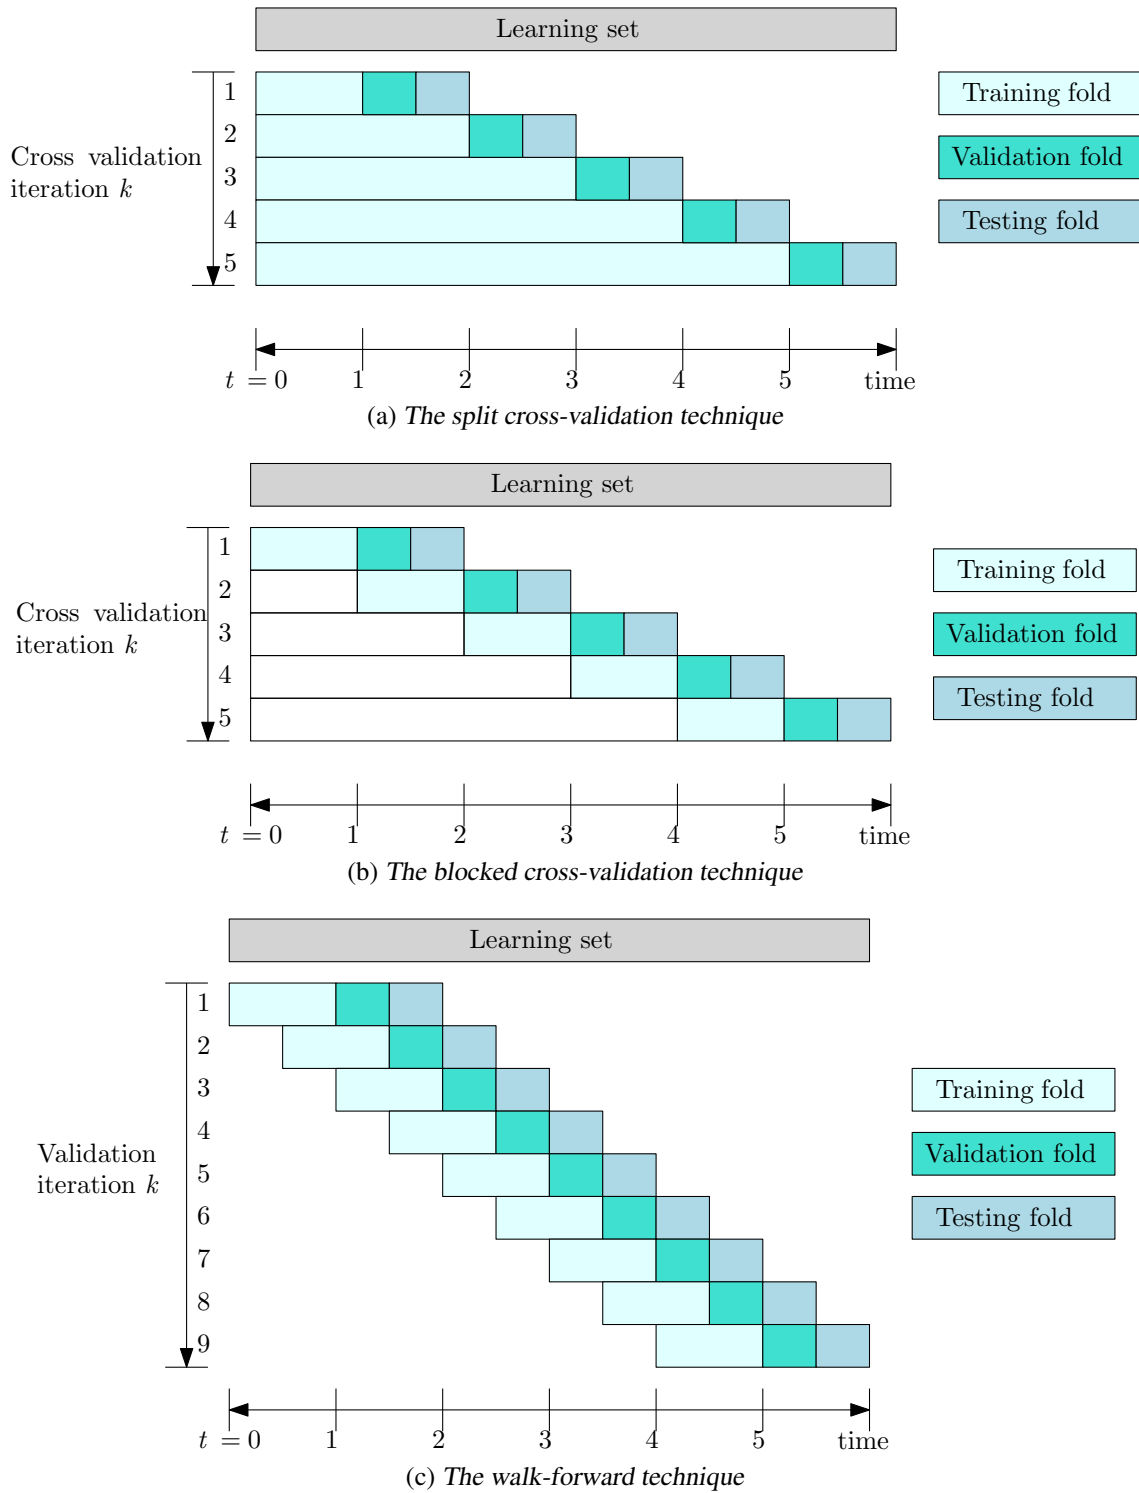 Learning set
1
2
3
4
5
Cross validation
iteration k
Training fold
Validation fold
Testing fold
t = 0 1 2 3 4 5 time
(a) The split cross-validation technique
Learning set
1
2
3
4
5
Cross validation
iteration k
Training fold
Validation fold
Testing fold
t = 0 1 2 3 4 5 time
(b) The blocked cross-validation technique
Learning set
1
2
3
4
5
6
7
8
9
Validation
iteration k
Training fold
Validation fold
Testing fold
t = 0 1 2 3 4 5 time
(c) The walk-forward technique